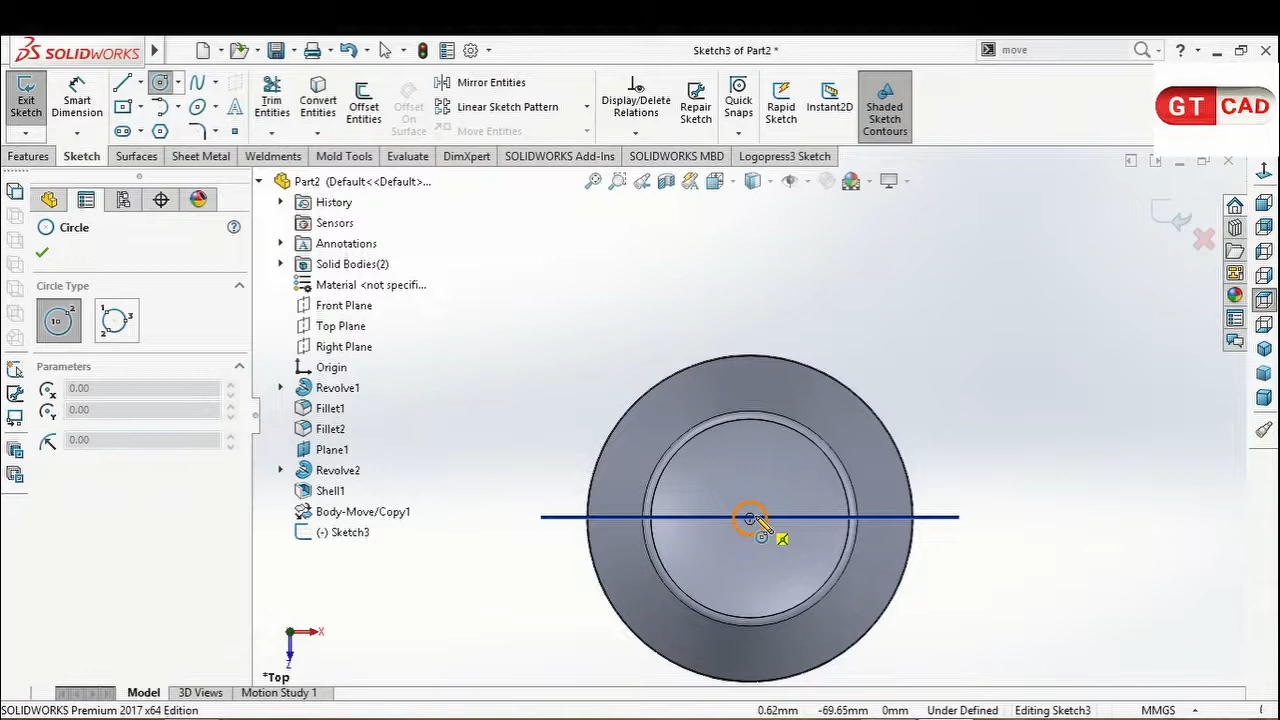 SOLIDWORKS
Sketch3 of Part2 *
move
?
GT CAD
Exit Sketch
Smart Dimension
Trim Entities
Convert Entities
Offset Entities
Offset On Surface
Mirror Entities
Linear Sketch Pattern
Move Entities
Display/Delete Relations
Repair Sketch
Quick Snaps
Rapid Sketch
Instant2D
Shaded Sketch Contours
Features
Sketch
Surfaces
Sheet Metal
Weldments
Mold Tools
Evaluate
DimXpert
SOLIDWORKS Add-Ins
SOLIDWORKS MBD
Logopress3 Sketch
Circle
?
Circle Type
Parameters
0.00
0.00
0.00
Part2 (Default<<Default>...
History
Sensors
Annotations
Solid Bodies(2)
Material <not specifi...
Front Plane
Top Plane
Right Plane
Origin
Revolve1
Fillet1
Fillet2
Plane1
Revolve2
Shell1
Body-Move/Copy1
(-) Sketch3
X
Z
*Top
Model
3D Views
Motion Study 1
SOLIDWORKS Premium 2017 x64 Edition
0.62mm
-69.65mm
0mm
Under Defined
Editing Sketch3
MMGS